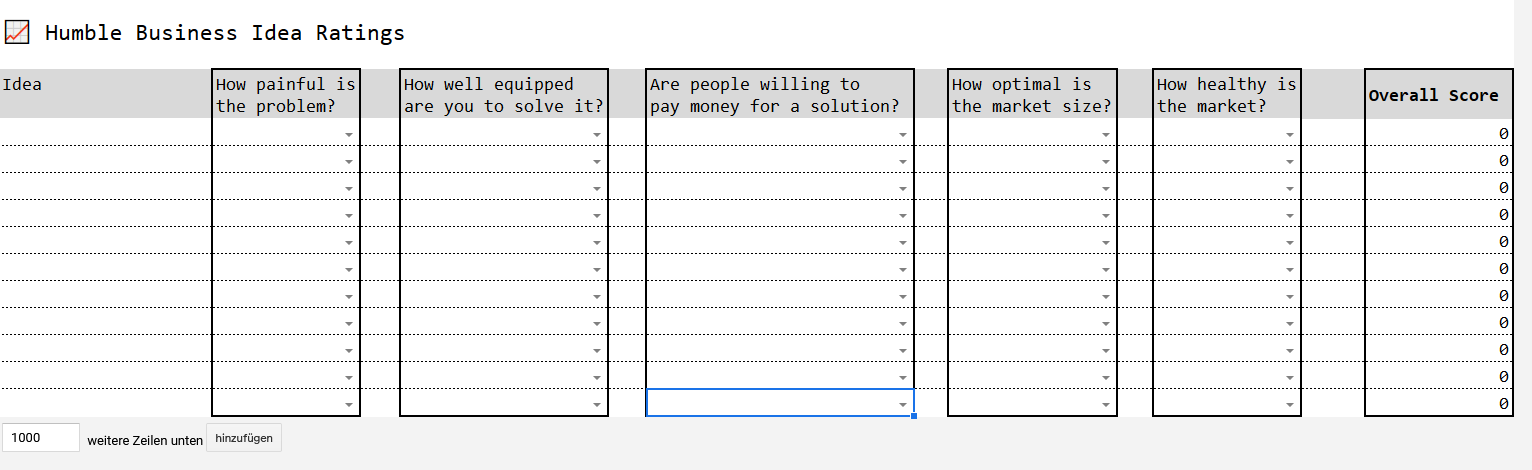 Humble Business Idea Ratings
Idea
How painful is
the problem?
How well equipped
are you to solve it?
Are people willing to
pay money for a solution?
How optimal is
the market size?
How healthy is
the market?
Overall Score
0
0
0
0
0
0
0
0
0
0
0
1000 weitere Zeilen unten hinzufügen